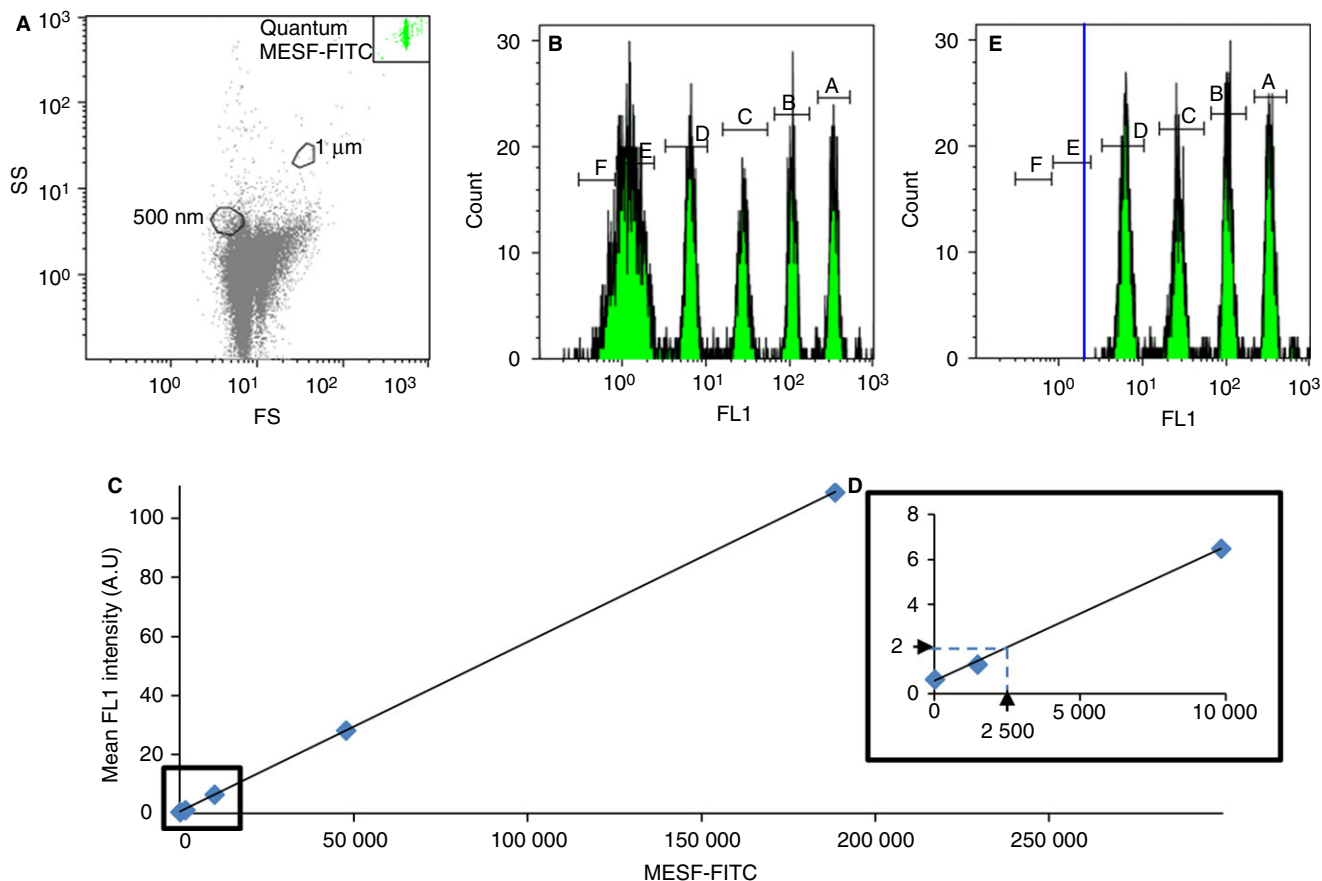 A
10³
10²
10¹
10⁰
SS
Quantum
MESF-FITC
1 µm
500 nm
10⁰ 10¹ 10² 10³
FS
B
30
20
10
0
Count
F E D C B A
10⁰ 10¹ 10² 10³
FL1
E
30
20
10
0
Count
F E D C B A
10⁰ 10¹ 10² 10³
FL1
C
100
80
60
40
20
0
Mean FL1 intensity (A.U)
0 50 000 100 000 150 000 200 000 250 000
MESF-FITC
D
8
6
4
2
0
0 5 000 10 000
2 500